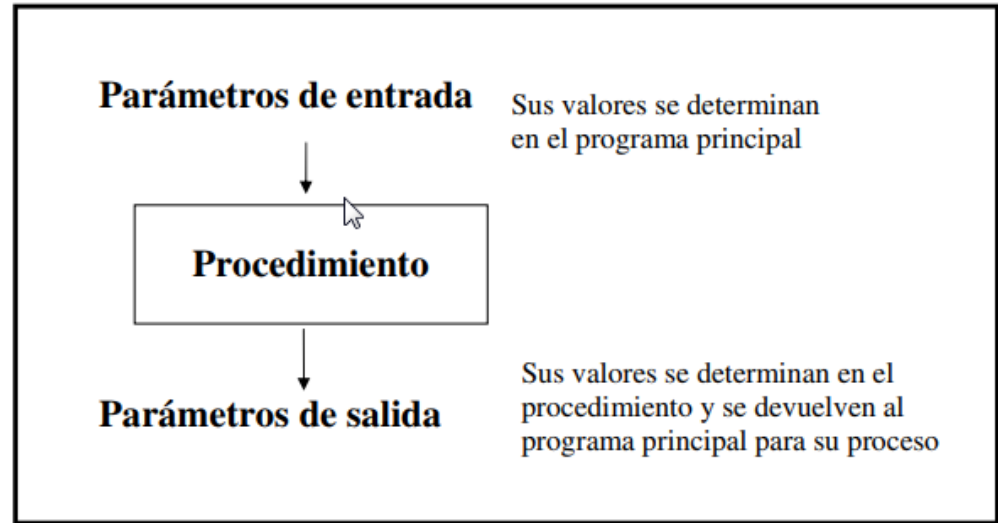 Parámetros de entrada
Sus valores se determinan
en el programa principal
Procedimiento
Parámetros de salida
Sus valores se determinan en el
procedimiento y se devuelven al
programa principal para su proceso